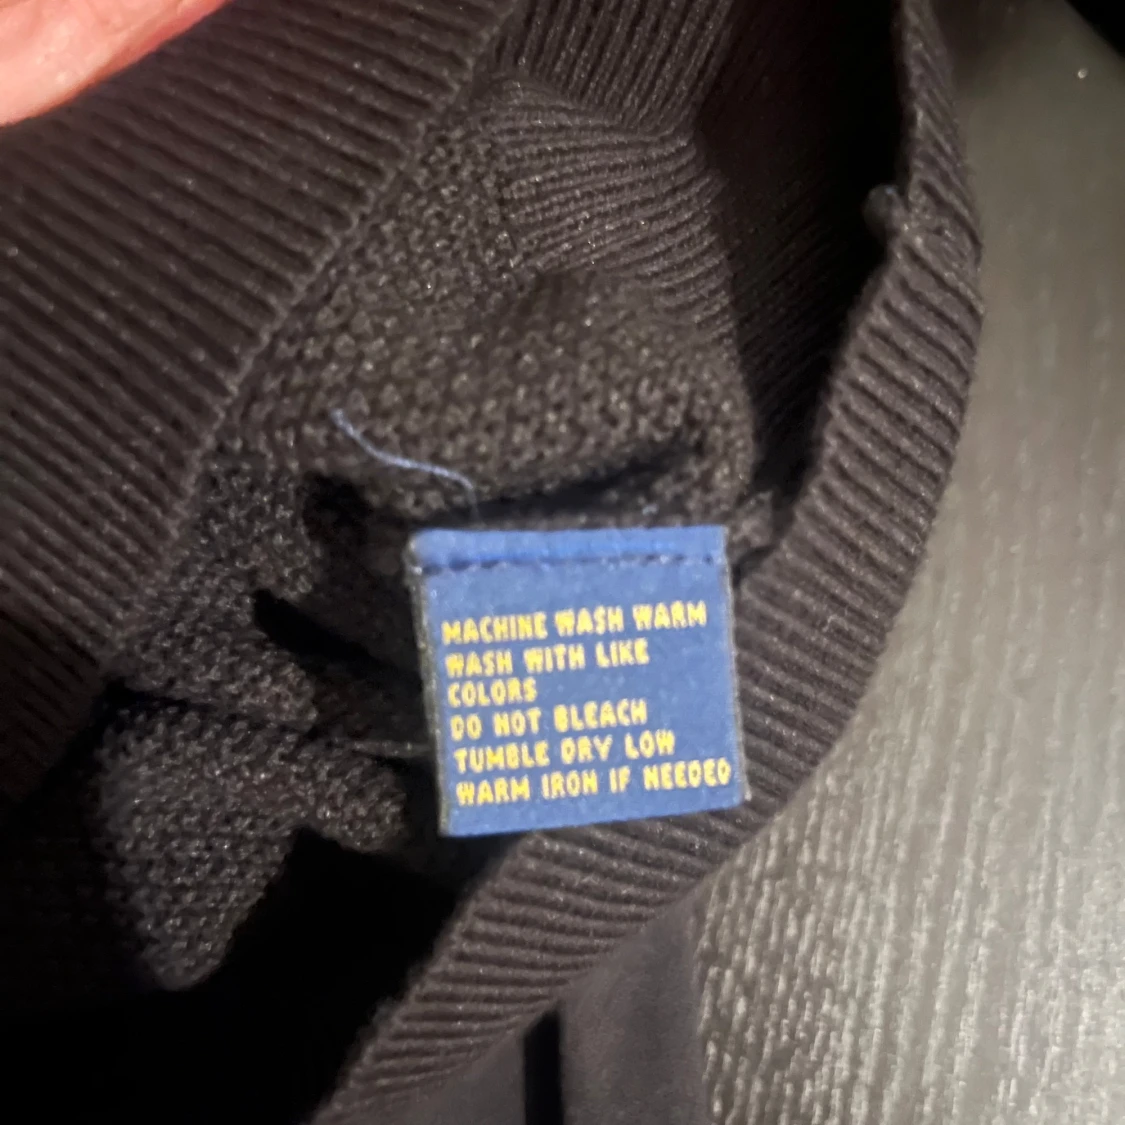 MACHINE WASH WARM
WASH WITH LIKE
COLORS
DO NOT BLEACH
TUMBLE DRY LOW
WARM IRON IF NEEDED